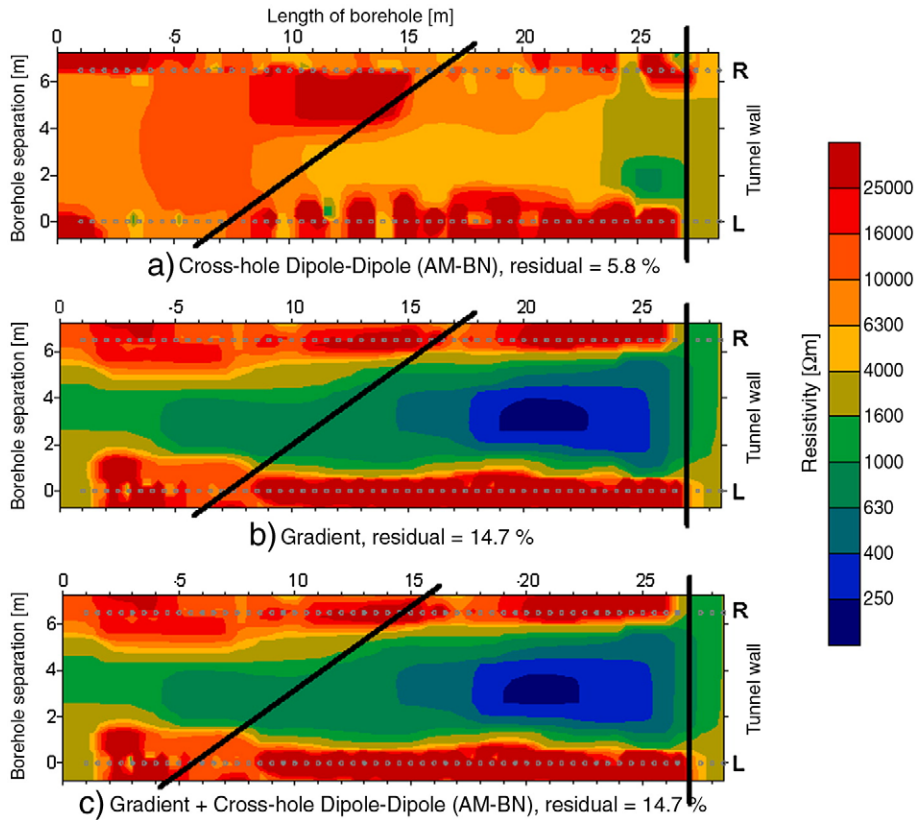 Length of borehole [m]
0 -5 10 15 20 25
Borehole separation [m]
6
4
2
0
R
L
Tunnel wall
a) Cross-hole Dipole-Dipole (AM-BN), residual = 5.8 %
0 -5 10 15 20 25
Borehole separation [m]
6
4
2
0
R
L
Tunnel wall
b) Gradient, residual = 14.7 %
0 -5 10 15 -20 25
Borehole separation [m]
6
4
2
0
R
L
Tunnel wall
c) Gradient + Cross-hole Dipole-Dipole (AM-BN), residual = 14.7 %
Resistivity [Ωm]
25000
16000
10000
6300
4000
1600
1000
630
400
250